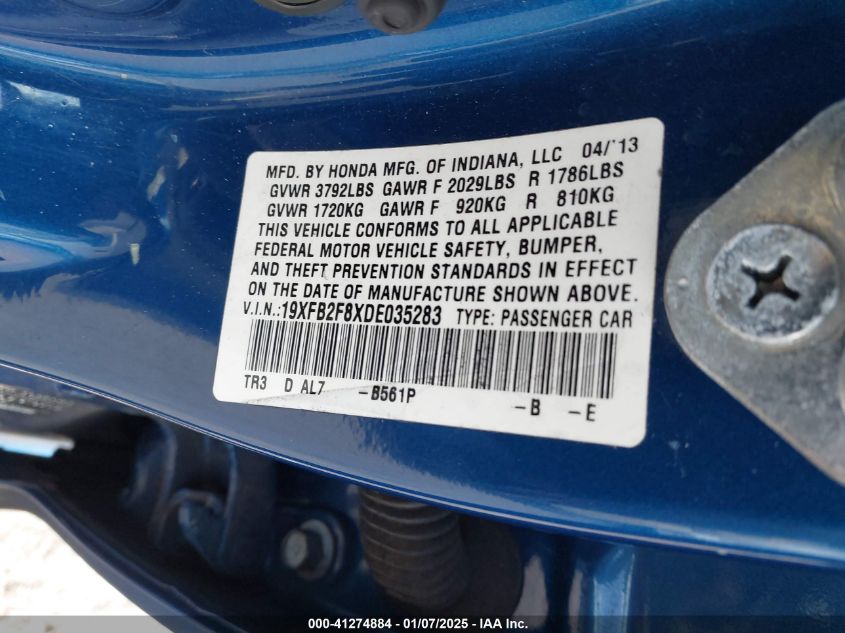 MFD. BY HONDA MFG. OF INDIANA, LLC 04/'13
GVWR 3792LBS GAWR F 2029LBS R 1786LBS
GVWR 1720KG GAWR F 920KG R 810KG
THIS VEHICLE CONFORMS TO ALL APPLICABLE
FEDERAL MOTOR VEHICLE SAFETY, BUMPER,
AND THEFT PREVENTION STANDARDS IN EFFECT
ON THE DATE OF MANUFACTURE SHOWN ABOVE.
V.I.N.:19XFB2F8XDE035283 TYPE: PASSENGER CAR
TR3 D AL7 -B561P -B -E
000-41274884 | 01/07/2025 - IAA Inc.